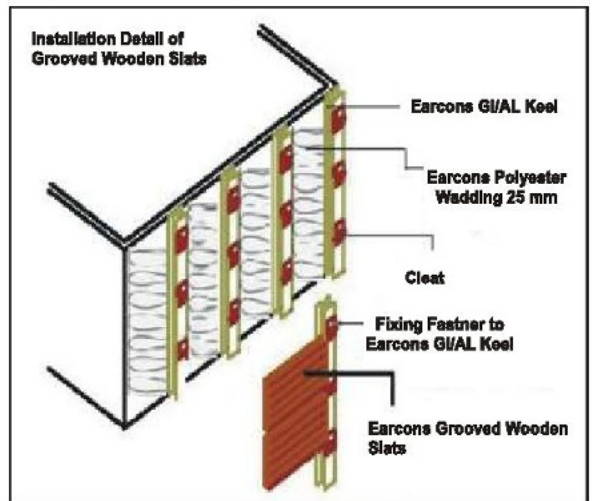 Installation Detail of
Grooved Wooden Slats
Earcons GI/AL Keel
Earcons Polyester
Wadding 25 mm
Cleat
Fixing Fastner to
Earcons GI/AL Keel
Earcons Grooved Wooden
Slats